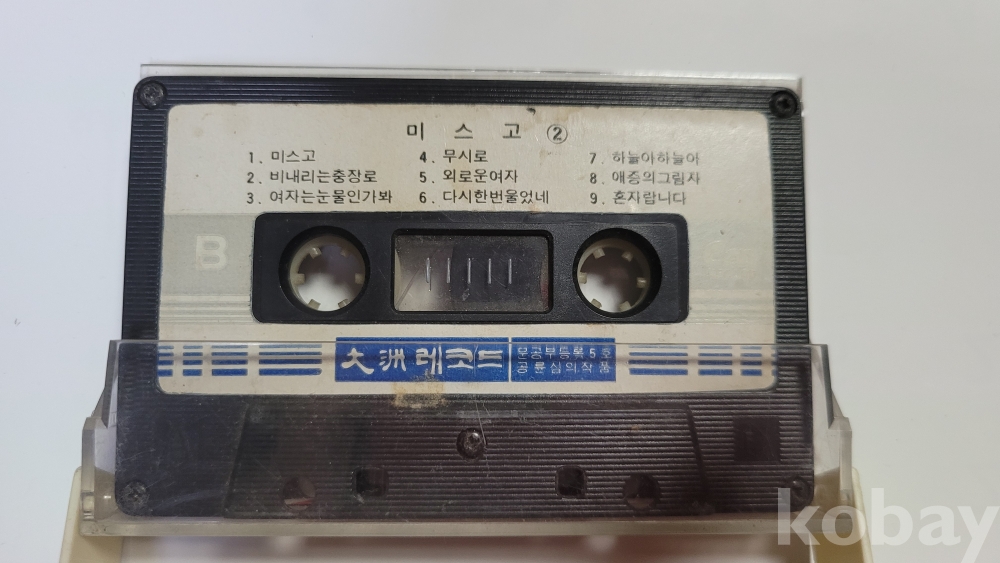 미 스 고 ②
1. 미스고
2. 비내리는충장로
3. 여자는눈물인가봐
4. 무시로
5. 외로운여자
6. 다시한번울었네
7. 하늘아하늘아
8. 애증의그림자
9. 혼자랍니다
B
大洲레코드
문공부등록5호
공륜심의작품
kobay